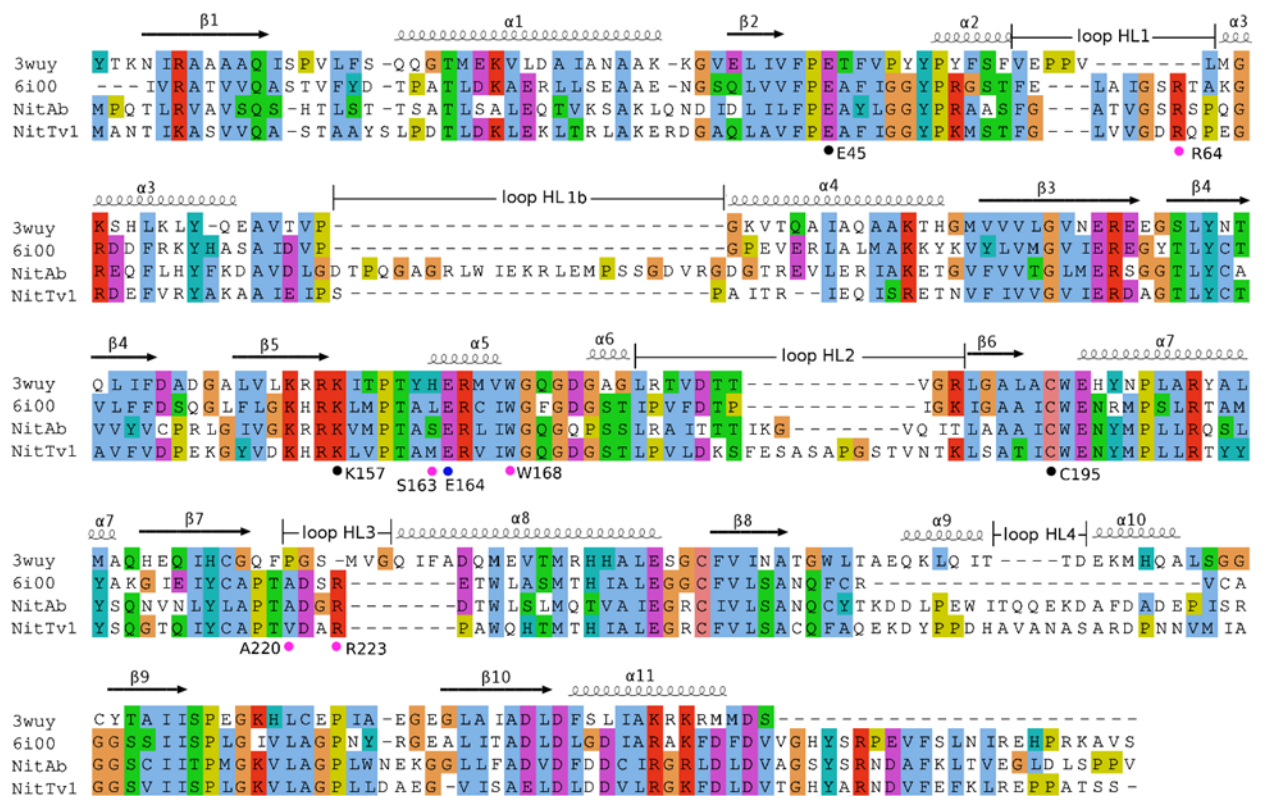 β1 α1 β2 α2 loop HL1 α3
3wuy YTKNIRAAAAQISPVLFS-QQGTMEKVLDAIANAAK-KGVELIVFPETFVPYYPYFSFVEPPV-------LMG
6i00 ---IVRATVVQASTVFYD-TPATLDKAERLLSEAAE-NGSQLVVFPEAFIGGYPRGSTFE---LAIGSRTAKG
NitAb MPQTLRVAVSQS-HTLST-TSATLSALEQTVKSAKLQNDIDLILFPEAYLGGYPRAASFG---ATVGSRSPQG
NitTv1 MANTIKASVVQA-STAAYSLPDTLDKLEKLTRLAKERDGAQLAVFPEAFIGGYPKMSTFG---LVVGDRQPEG
E45 R64
α3 loop HL1b α4 β3 β4
3wuy KSHLKLY-QEAVTVP-------------------------GKVTQAIAQAAKTHGMVVVLGVNEREEGSLYNT
6i00 RDDFRKYHASAIDVP-------------------------GPEVERLALMAKKYKVYLVMGVIEREGYTLYCT
NitAb REQFLHYFKDAVDLGDTPQGAGRLWIEKRLEMPSSGDVRGDGTREVLERIAKETGVFVVTGLMERSGGTLYCA
NitTv1 RDEFVRYAKAAIEIPS-----------------------PAITR--IEQISRETNVFIVVGVIERDAGTLYCT
β4 β5 α5 α6 loop HL2 β6 α7
3wuy QLIFDADGALVLKRRKITPTYHERMVWGQGDGAGLRTVDTT-----------VGRLGALACWEHYNPLARYAL
6i00 VLFFDSQGLFLGKHRKLMPTALERCIWGFGDGSTIPVFDTP-----------IGKIGAAICWENRMPSLRTAM
NitAb VVYVCPRLGIVGKRRKVMPTASERLIWGQGQPSSLRAITTTIKG-------VQITLAAACWENYMPLLRQSL
NitTv1 AVFVDPEKGYVDKHRKLMPTAMERVIWGQGDGSTLPVLDKSFESASAPGSTVNTKLSATICWENYMPLLRTYY
K157 S163 E164 W168 C195
α7 β7 loop HL3 α8 β8 α9 loop HL4 α10
3wuy MAQHEQIHCGQFPGS-MVGQIFADQMEVTMRHHALESGCFVINATGWLTAEQKLQIT----TDEKMHQALSGG
6i00 YAKGIEIYCAPTADSR-------ETWLASMTHIALEGGCFVLSANQFCR---------------------VCA
NitAb YSQNVNLYLAPTADGR-------DTWLSLMQTVAIEGRCIVLSANQCYTKDDLPEWITQQEKDAFDADEPISR
NitTv1 YSQGTQIYCAPTVDAR-------PAWQHTMTHIALEGRCFVLSACQFAQEKDYPPDHAVANASARDPNNVMIA
A220 R223
β9 β10 α11
3wuy CYTAIISPEGKHLCEPIA-EGEGLAIADLDFSLIAKRKRMMDS-----------------------
6i00 GGSSIISPLGIVLAGPNY-RGEALITADLDLGDIARAKFDFDVVGHYSRPEVFSLNIREHPRKAVS
NitAb GGSCIITPMGKVLAGPLWNEKGGLLFADVDFDDCIRGRLDLDVAGSYSRNDAFKLTVEGLDLSPPV
NitTv1 GGSVIISPLGKVLAGPLLDAEG-VISAELDLDDVLRGKFDLDVTGHYARNDVFEFKLREPPATSS-